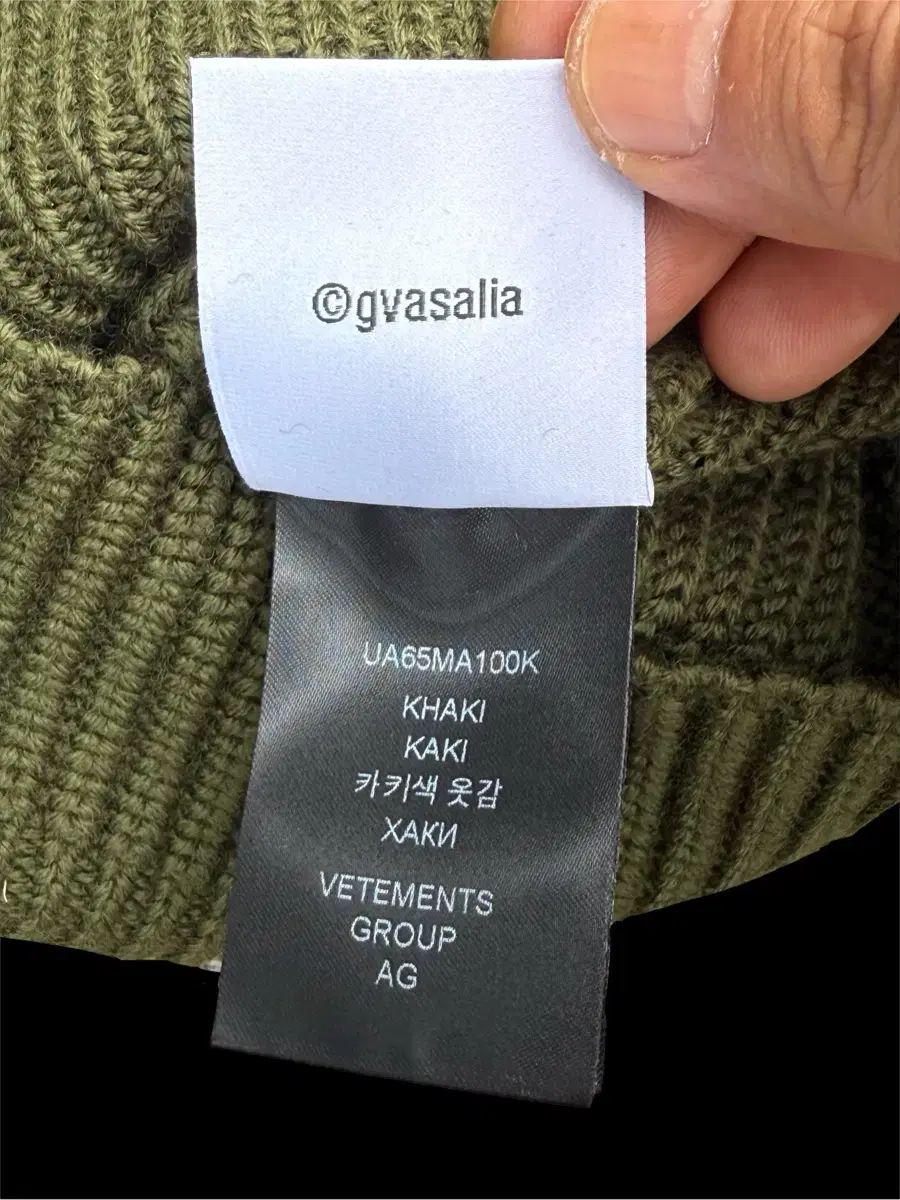 ©gvasalia
UA65MA100K
KHAKI
KAKI
카키색 옷감
ХАКИ
VETEMENTS
GROUP
AG